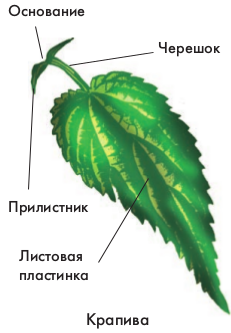 Основание
Черешок
Прилистник
Листовая
пластинка
Крапива